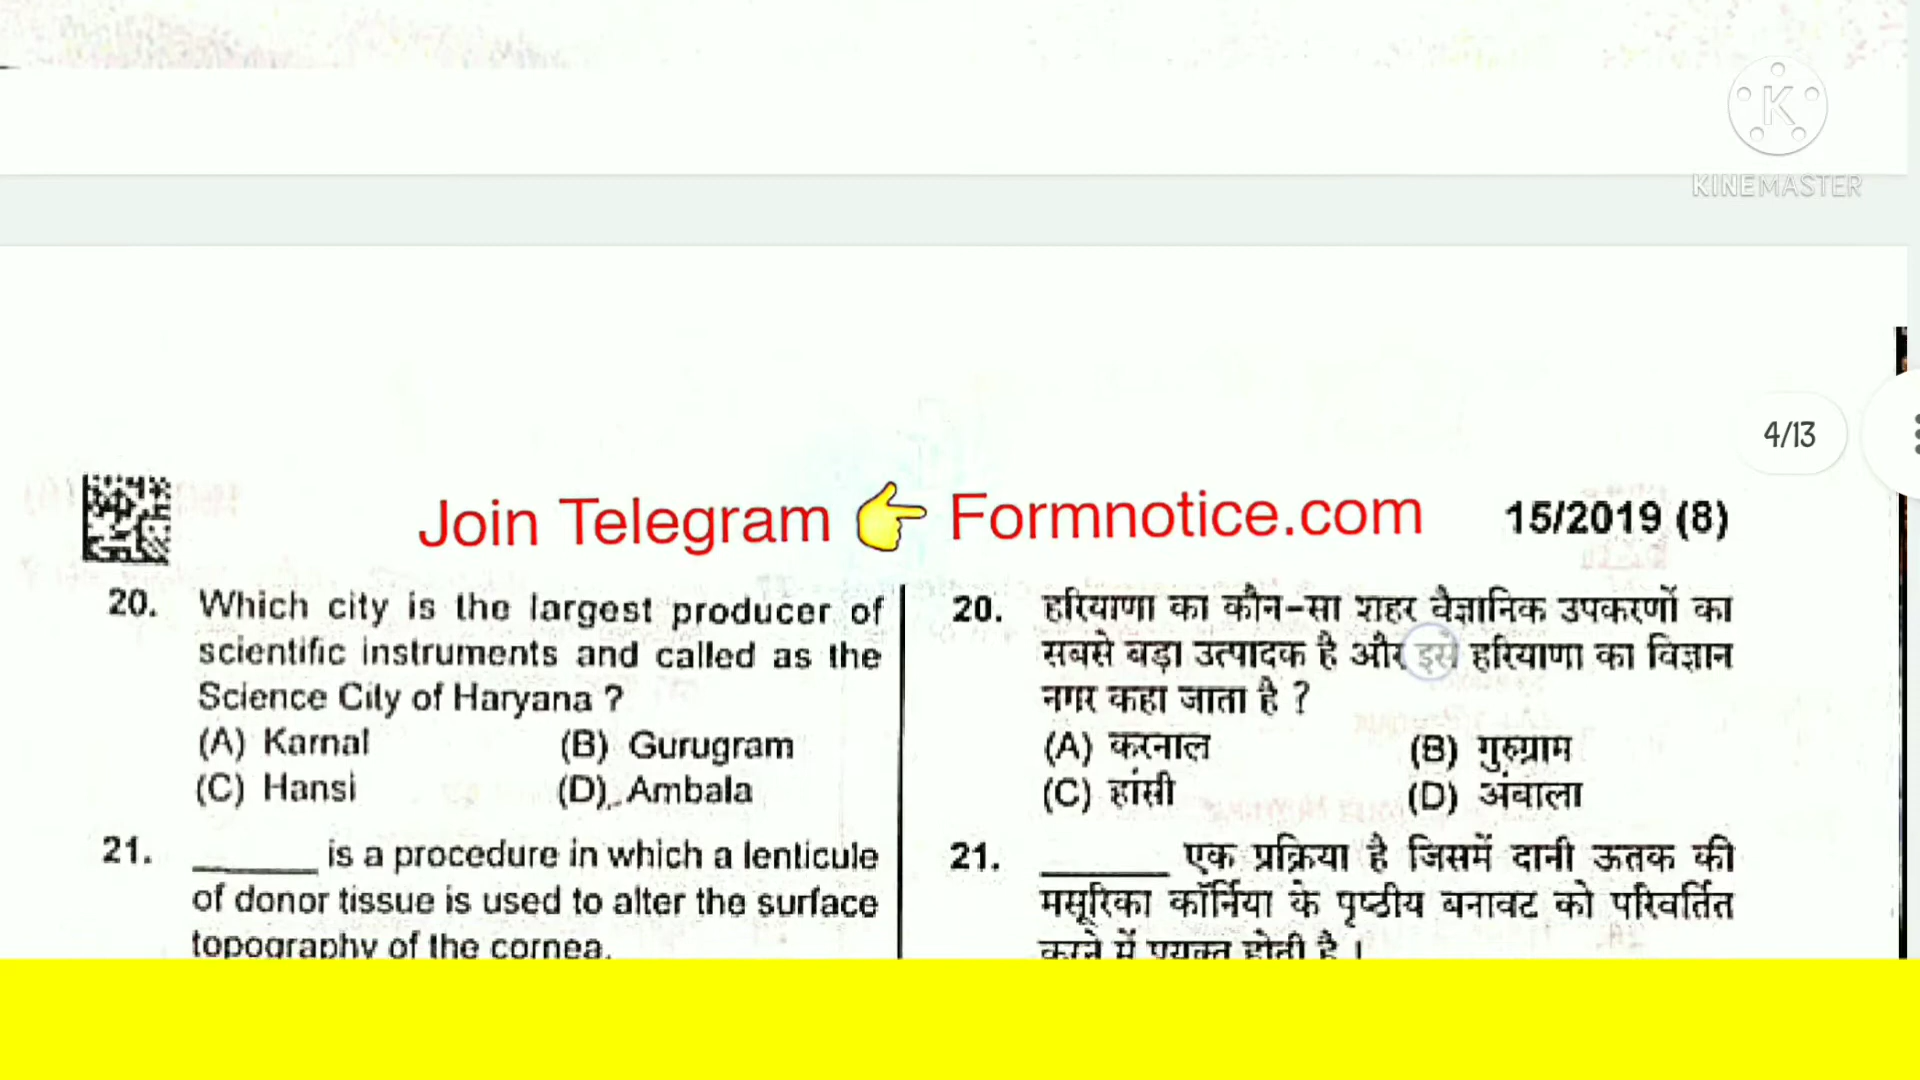 K
KINEMASTER
4/13
Join Telegram 👉 Formnotice.com
15/2019 (8)
20. Which city is the largest producer of
scientific instruments and called as the
Science City of Haryana ?
(A) Karnal (B) Gurugram
(C) Hansi (D) Ambala
21. ______ is a procedure in which a lenticule
of donor tissue is used to alter the surface
topography of the cornea.
20. हरियाणा का कौन-सा शहर वैज्ञानिक उपकरणों का
सबसे बड़ा उत्पादक है और इसे हरियाणा का विज्ञान
नगर कहा जाता है ?
(A) करनाल (B) गुरुग्राम
(C) हांसी (D) अंबाला
21. ______ एक प्रक्रिया है जिसमें दानी ऊतक की
मसूरिका कॉर्निया के पृष्ठीय बनावट को परिवर्तित
करने में प्रयुक्त होती है ।